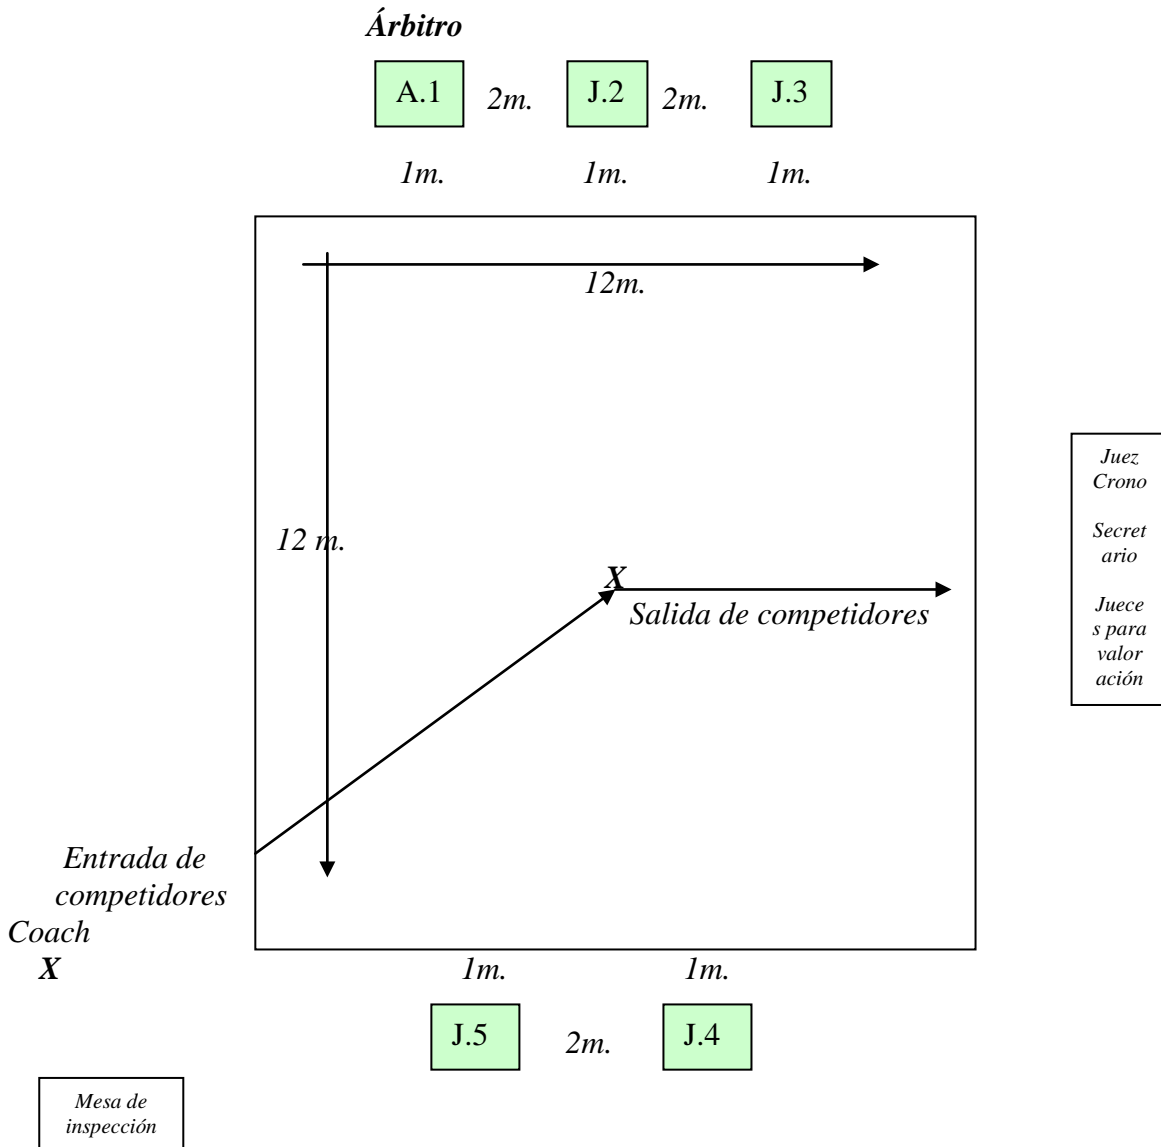 Árbitro
A.1 2m. J.2 2m. J.3
1m. 1m. 1m.
12m.
12 m.
X
Salida de competidores
Juez
Crono
Secret
ario
Juece
s para
valor
ación
Entrada de
competidores
Coach
X
1m. 1m.
J.5 2m. J.4
Mesa de
inspección